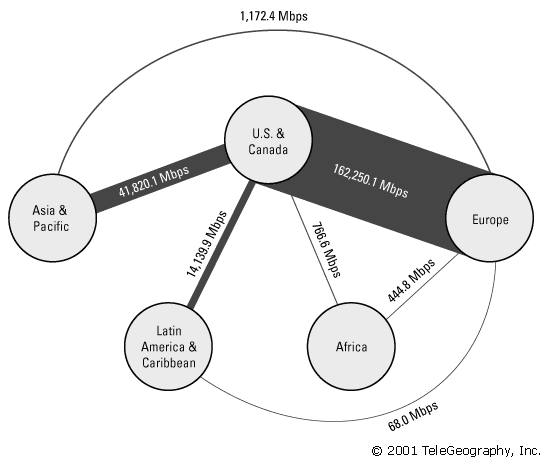 1,172.4 Mbps
U.S. &
Canada
41,820.1 Mbps
162,250.1 Mbps
Asia &
Pacific
Europe
14,139.9 Mbps
766.6 Mbps
444.8 Mbps
Latin
America &
Caribbean
Africa
68.0 Mbps
© 2001 TeleGeography, Inc.